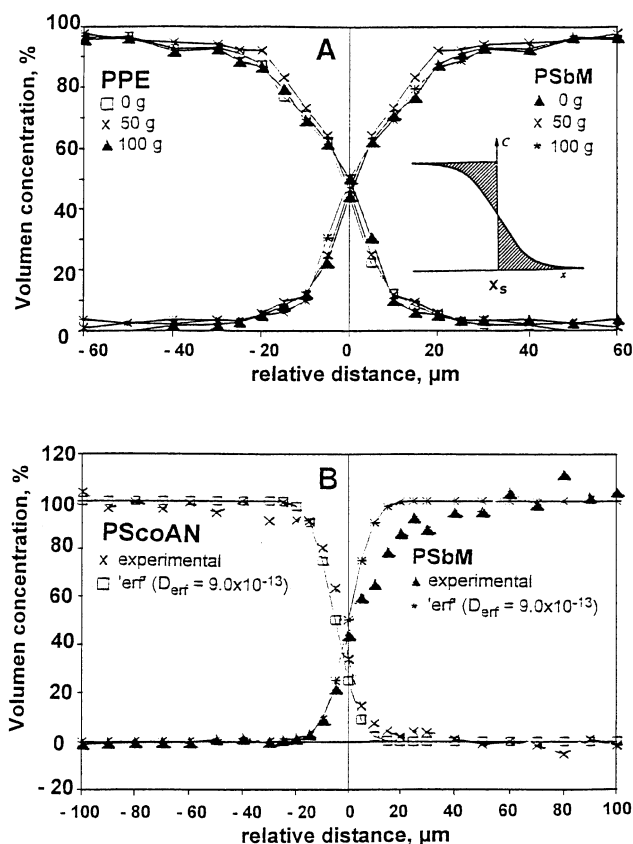 A
Volumen concentration, %
100
80
60
40
20
0
PPE
0 g
50 g
100 g
PSbM
0 g
50 g
100 g
C
x
Xs
- 60
- 40
- 20
0
20
40
60
relative distance, µm
B
Volumen concentration, %
120
100
80
60
40
20
0
- 20
PScoAN
experimental
'erf' (Derf = 9.0x10-13)
PSbM
experimental
'erf' (Derf = 9.0x10-13)
-100
- 80
- 60
- 40
- 20
0
20
40
60
80
100
relative distance, µm